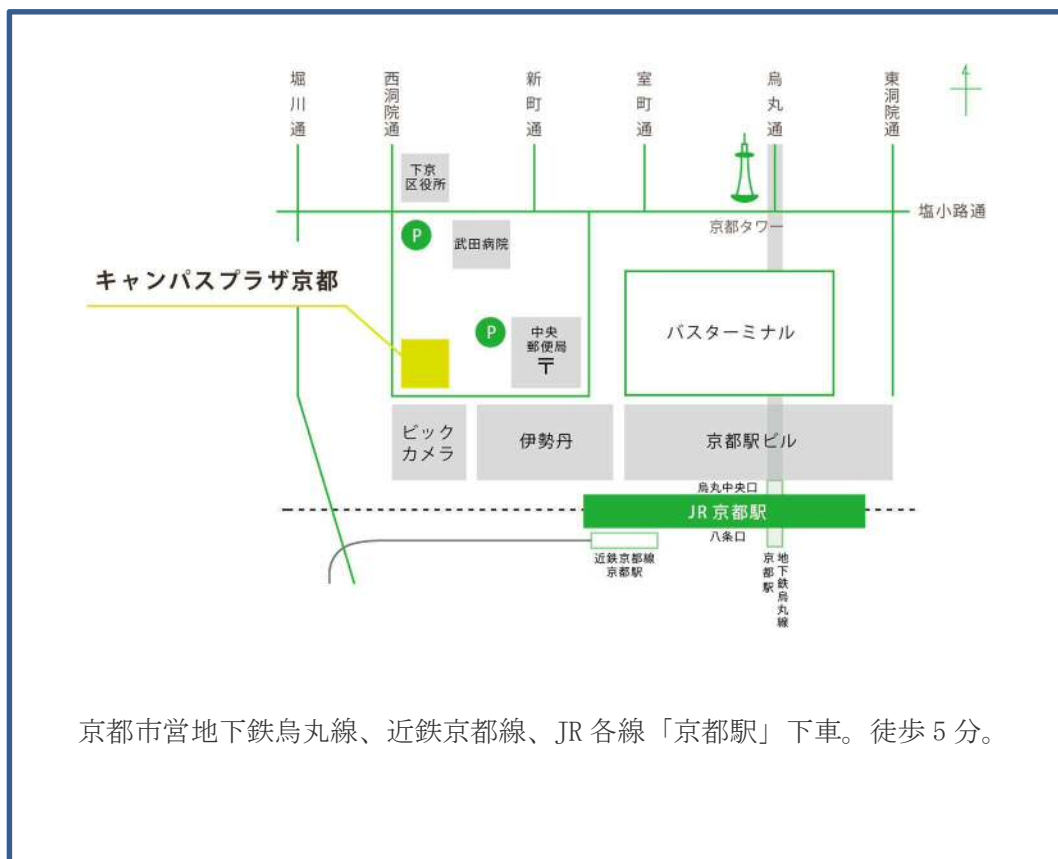 堀川通
西洞院通
新町通
室町通
烏丸通
東洞院通
下京
区役所
塩小路通
P
武田病院
京都タワー
キャンパスプラザ京都
P
中央
郵便局
〒
バスターミナル
ビック
カメラ
伊勢丹
京都駅ビル
烏丸中央口
JR 京都駅
八条口
近鉄京都線
京都駅
地下鉄烏丸線
京都駅
京都市営地下鉄烏丸線、近鉄京都線、JR 各線「京都駅」下車。徒歩 5 分。